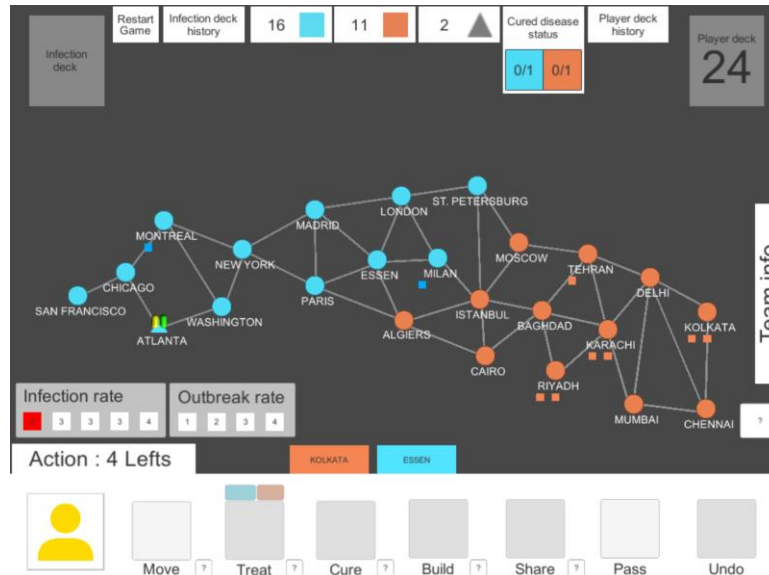 Restart
Game
Infection deck
history
16
11
2
Cured disease
status
0/1
0/1
Player deck
history
Infection
deck
Player deck
24
ST. PETERSBURG
LONDON
MADRID
MONTREAL
MOSCOW
NEW YORK
ESSEN
MILAN
TEHRAN
DELHI
CHICAGO
SAN FRANCISCO
PARIS
WASHINGTON
ATLANTA
ISTANBUL
ALGIERS
BAGHDAD
KOLKATA
KARACHI
CAIRO
RIYADH
MUMBAI
CHENNAI
Team info
?
Infection rate
3
3
3
4
Outbreak rate
1
2
3
4
Action : 4 Lefts
KOLKATA
ESSEN
Move
?
Treat
?
Cure
?
Build
?
Share
?
Pass
Undo